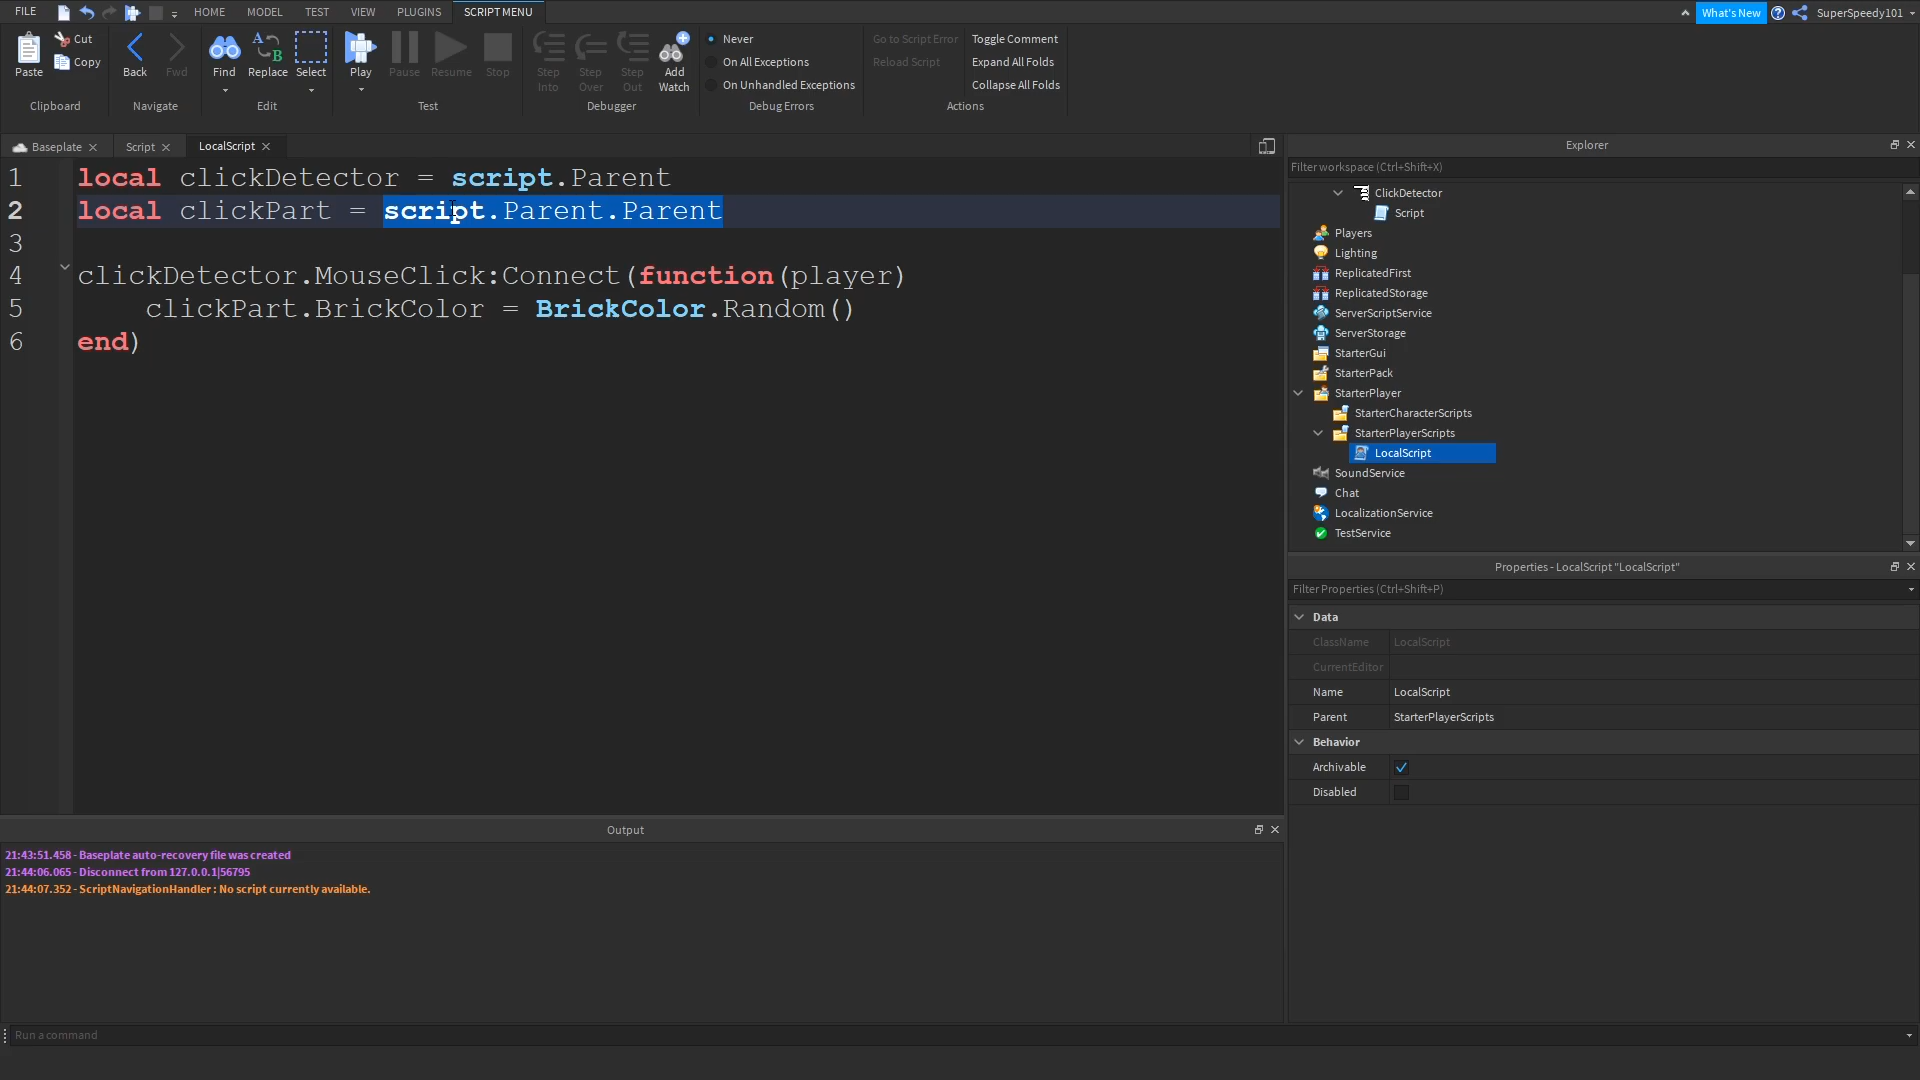 FILE HOME MODEL TEST VIEW PLUGINS SCRIPT MENU What's New SuperSpeedy101
Paste Cut Copy Clipboard
Back Fwd Navigate
Find Replace Select Edit
Play Pause Resume Stop Test
Step Into Step Over Step Out Add Watch Debugger
Never
On All Exceptions
On Unhandled Exceptions
Debug Errors
Go to Script Error
Reload Script
Toggle Comment
Expand All Folds
Collapse All Folds
Actions
Baseplate Script LocalScript
1 local clickDetector = script.Parent
2 local clickPart = script.Parent.Parent
3
4 clickDetector.MouseClick:Connect(function(player)
5 clickPart.BrickColor = BrickColor.Random()
6 end)
Explorer
Filter workspace (Ctrl+Shift+X)
ClickDetector
Script
Players
Lighting
ReplicatedFirst
ReplicatedStorage
ServerScriptService
ServerStorage
StarterGui
StarterPack
StarterPlayer
StarterCharacterScripts
StarterPlayerScripts
LocalScript
SoundService
Chat
LocalizationService
TestService
Properties - LocalScript "LocalScript"
Filter Properties (Ctrl+Shift+P)
Data
ClassName LocalScript
CurrentEditor
Name LocalScript
Parent StarterPlayerScripts
Behavior
Archivable
Disabled
Output
21:43:51.458 - Baseplate auto-recovery file was created
21:44:06.065 - Disconnect from 127.0.0.1|56795
21:44:07.352 - ScriptNavigationHandler : No script currently available.
Run a command